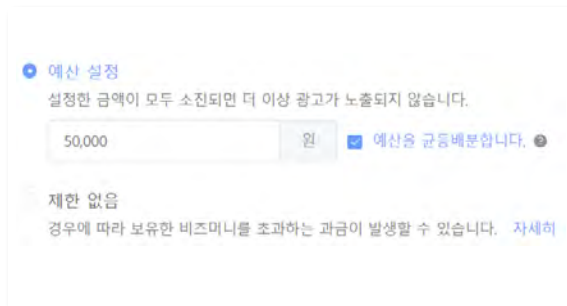 예산 설정
설정한 금액이 모두 소진되면 더 이상 광고가 노출되지 않습니다.
50,000 원 예산을 균등배분합니다. ?
제한 없음
경우에 따라 보유한 비즈머니를 초과하는 과금이 발생할 수 있습니다. 자세히